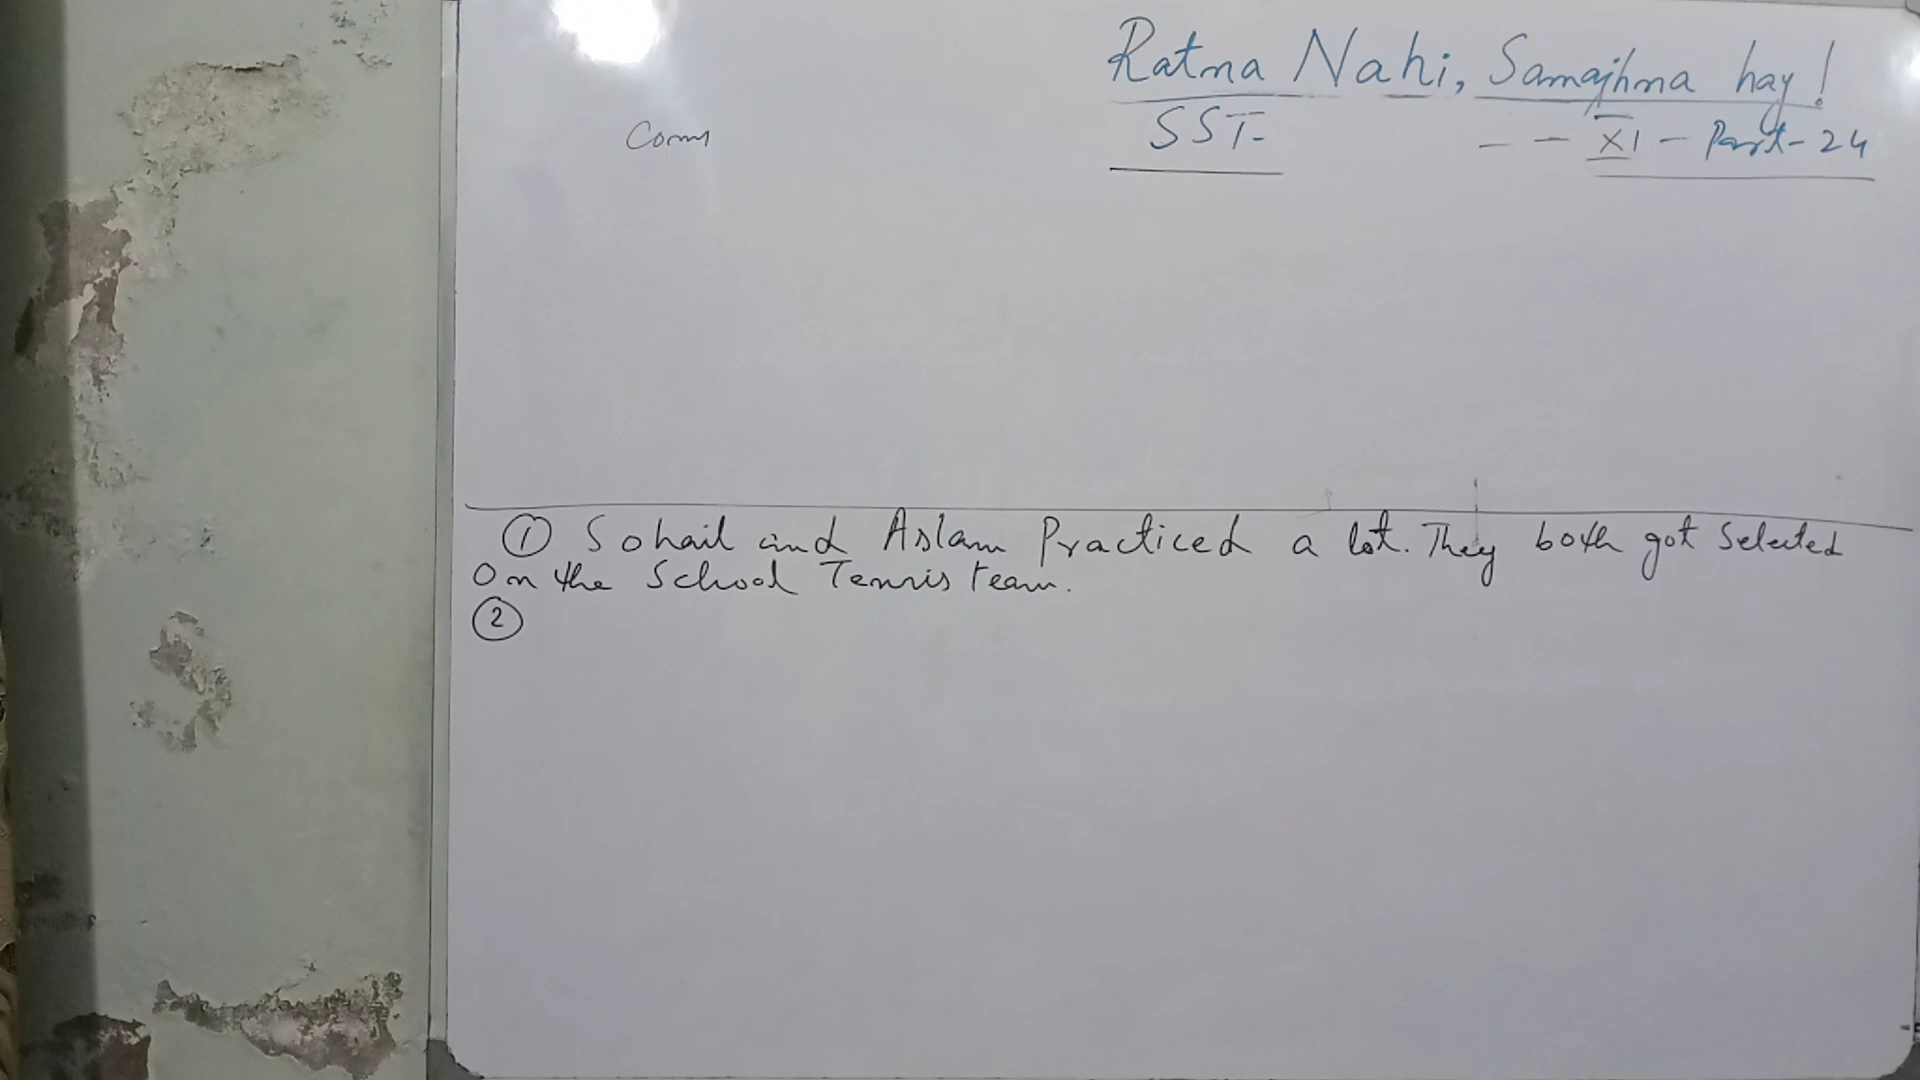 Ratna Nahi, Samajhna hay!
SST- - - XI - Part-24
Com
① Sohail and Aslam Practiced a lot. They both got Selected
On the School Tennis team.
②